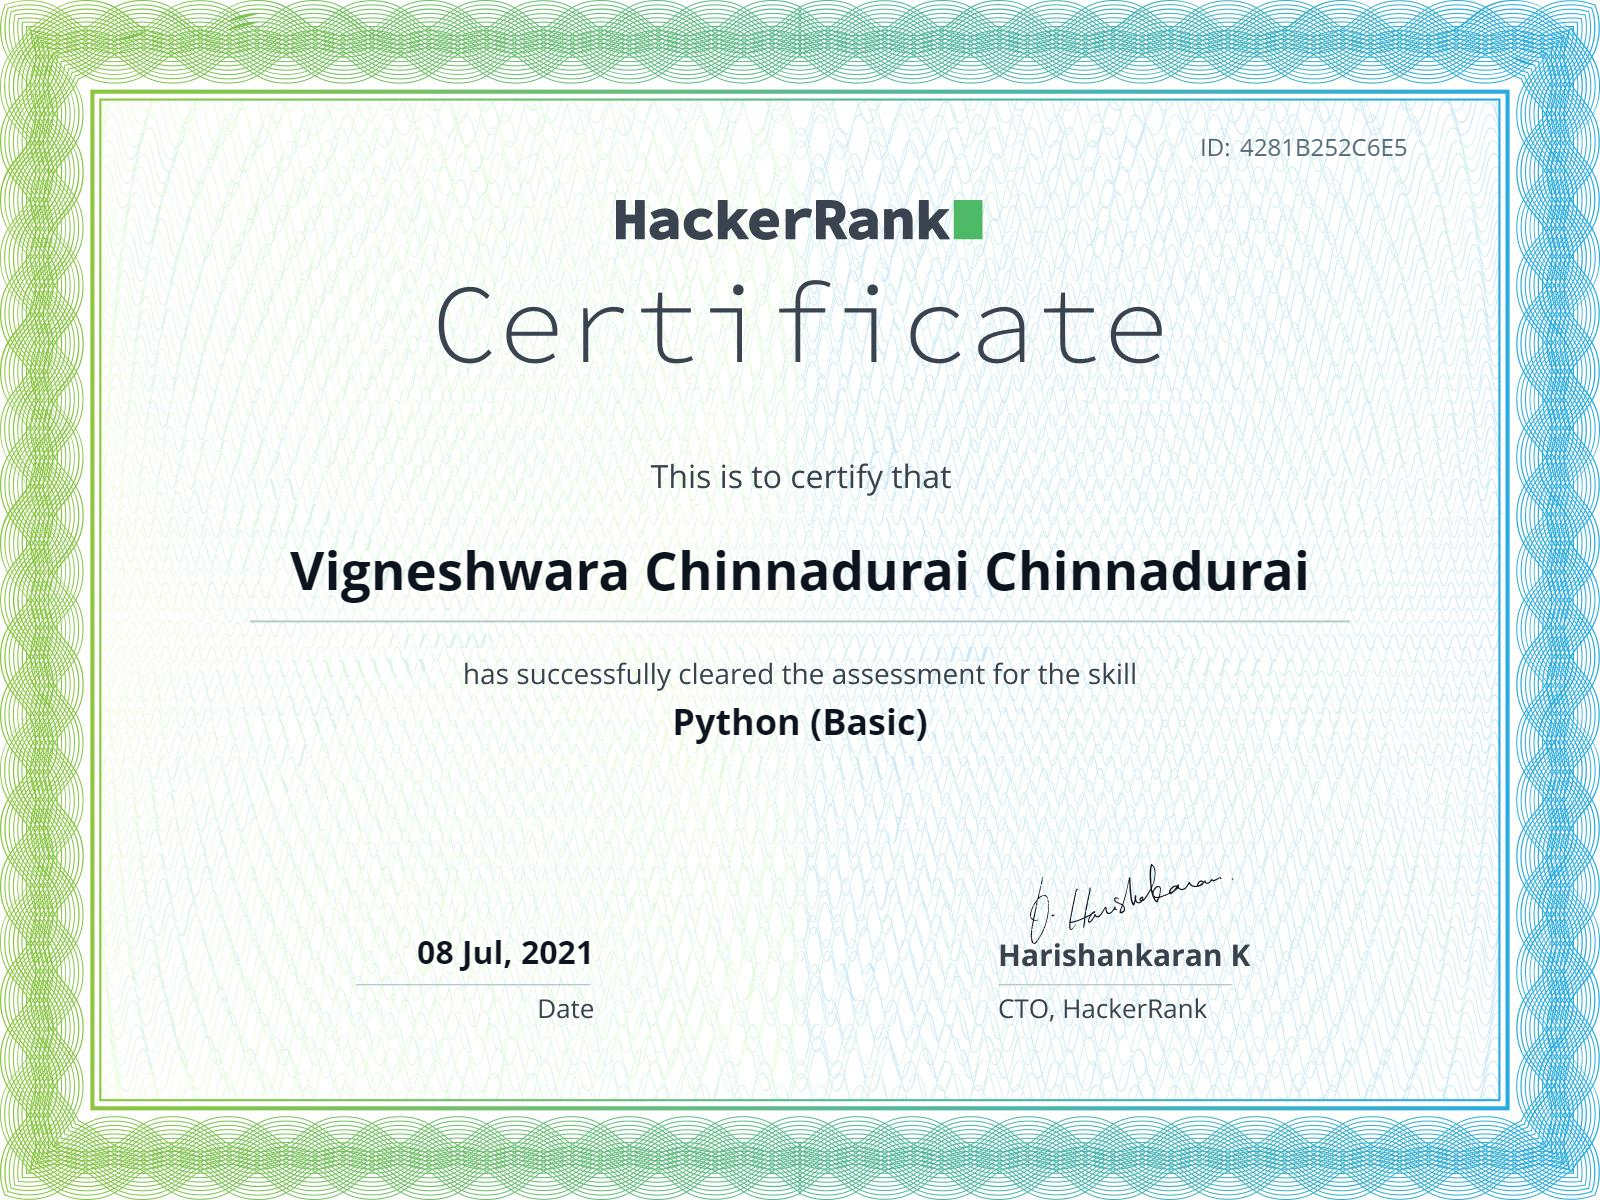 ID: 4281B252C6E5
HackerRank
Certificate
This is to certify that
Vigneshwara Chinnadurai Chinnadurai
has successfully cleared the assessment for the skill
Python (Basic)
J. Harishakaran
08 Jul, 2021
Harishankaran K
Date
CTO, HackerRank